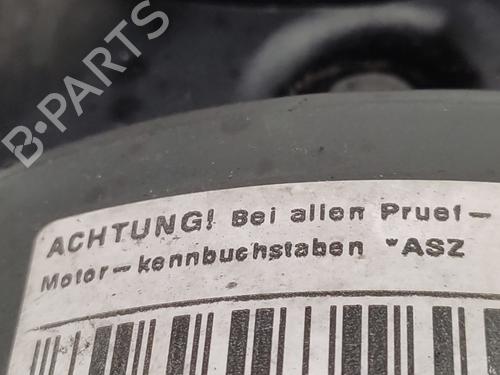 B-PARTS
ACHTUNG! Bei allen Pruef-
Motor-kennbuchstaben "ASZ